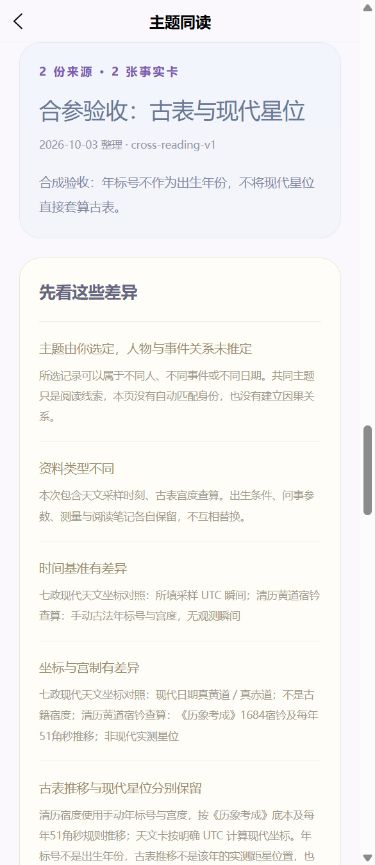 主题同读
2 份来源 · 2 张事实卡
合参验收：古表与现代星位
2026-10-03 整理 · cross-reading-v1
合成验收：年标号不作为出生年份，不将现代星位
直接套算古表。
先看这些差异
主题由你选定，人物与事件关系未推定
所选记录可以属于不同人、不同事件或不同日期。共同主题
只是阅读线索，本页没有自动匹配身份，也没有建立因果关
系。
资料类型不同
本次包含天文采样时刻、古表宫度查算。出生条件、问事参
数、测量与阅读笔记各自保留，不互相替换。
时间基准有差异
七政现代天文坐标对照：所填采样 UTC 瞬间；清历黄道宿钤
查算：手动古法年标号与宫度，无观测瞬间
坐标与宫制有差异
七政现代天文坐标对照：现代日期真黄道 / 真赤道；不是古
籍宿度；清历黄道宿钤查算：《历象考成》1684宿钤及每年
51角秒推移；非现代实测星位
古表推移与现代星位分别保留
清历宿度使用手动年标号与宫度，按《历象考成》底本及每
年51角秒规则推移；天文卡按明确 UTC 计算现代坐标。年
标号不是出生年份，古表推移不是该年的实测距星位置，也